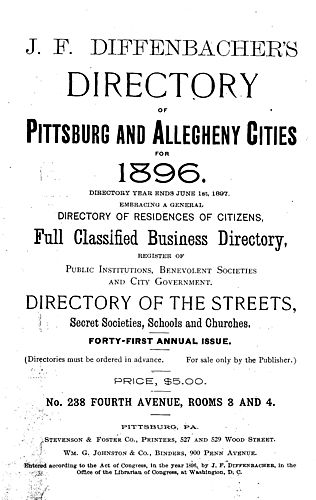 J. F. DIFFENBACHER'S
DIRECTORY
OF
PITTSBURG AND ALLEGHENY CITIES
FOR
1896.
DIRECTORY YEAR ENDS JUNE 1st, 1897.
EMBRACING A GENERAL
DIRECTORY OF RESIDENCES OF CITIZENS,
Full Classified Business Directory,
REGISTER OF
PUBLIC INSTITUTIONS, BENEVOLENT SOCIETIES
AND CITY GOVERNMENT.
DIRECTORY OF THE STREETS,
Secret Societies, Schools and Churches.
FORTY-FIRST ANNUAL ISSUE.
(Directories must be ordered in advance. For sale only by the Publisher.)
PRICE, $5.00.
No. 238 FOURTH AVENUE, ROOMS 3 AND 4.
PITTSBURG, PA.
STEVENSON & FOSTER CO., PRINTERS, 527 AND 529 WOOD STREET.
WM. G. JOHNSTON & CO., BINDERS, 900 PENN AVENUE.
Entered according to the Act of Congress, in the year 1896, by J. F. DIFFENBACHER, in the
Office of the Librarian of Congress, at Washington, D. C.